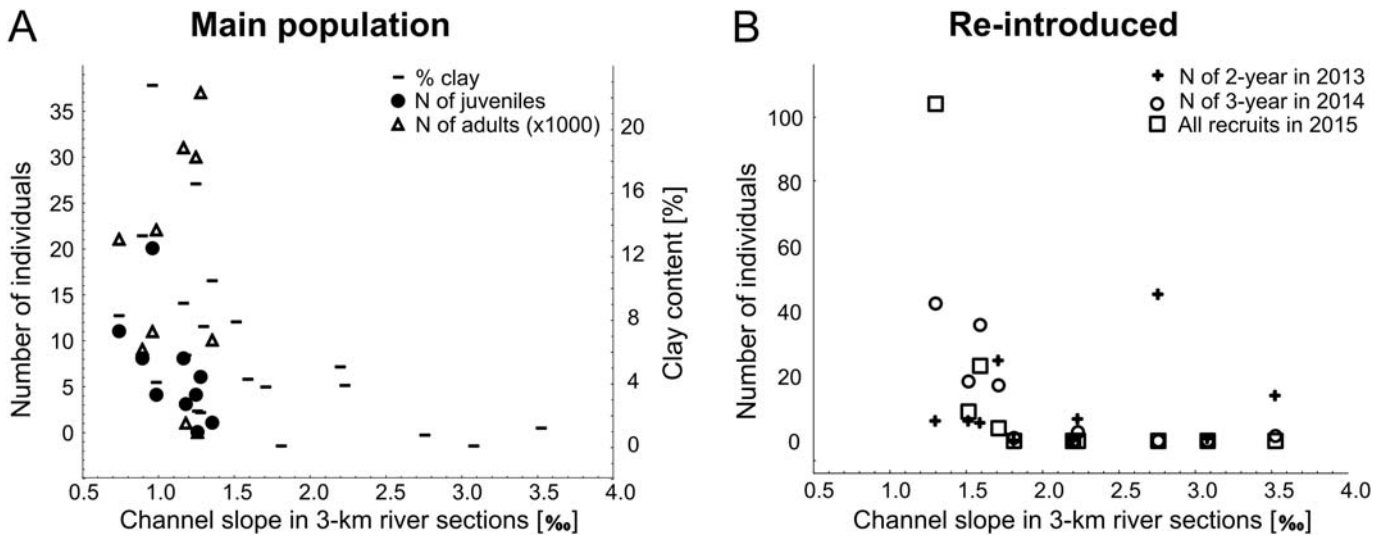 A
Main population
% clay
N of juveniles
N of adults (x1000)
35
30
25
20
15
10
5
0
Number of individuals
20
16
12
8
4
0
Clay content [%]
0.5 1.0 1.5 2.0 2.5 3.0 3.5 4.0
Channel slope in 3-km river sections [‰]
B
Re-introduced
N of 2-year in 2013
N of 3-year in 2014
All recruits in 2015
100
80
60
40
20
0
Number of individuals
0.5 1.0 1.5 2.0 2.5 3.0 3.5 4.0
Channel slope in 3-km river sections [‰]